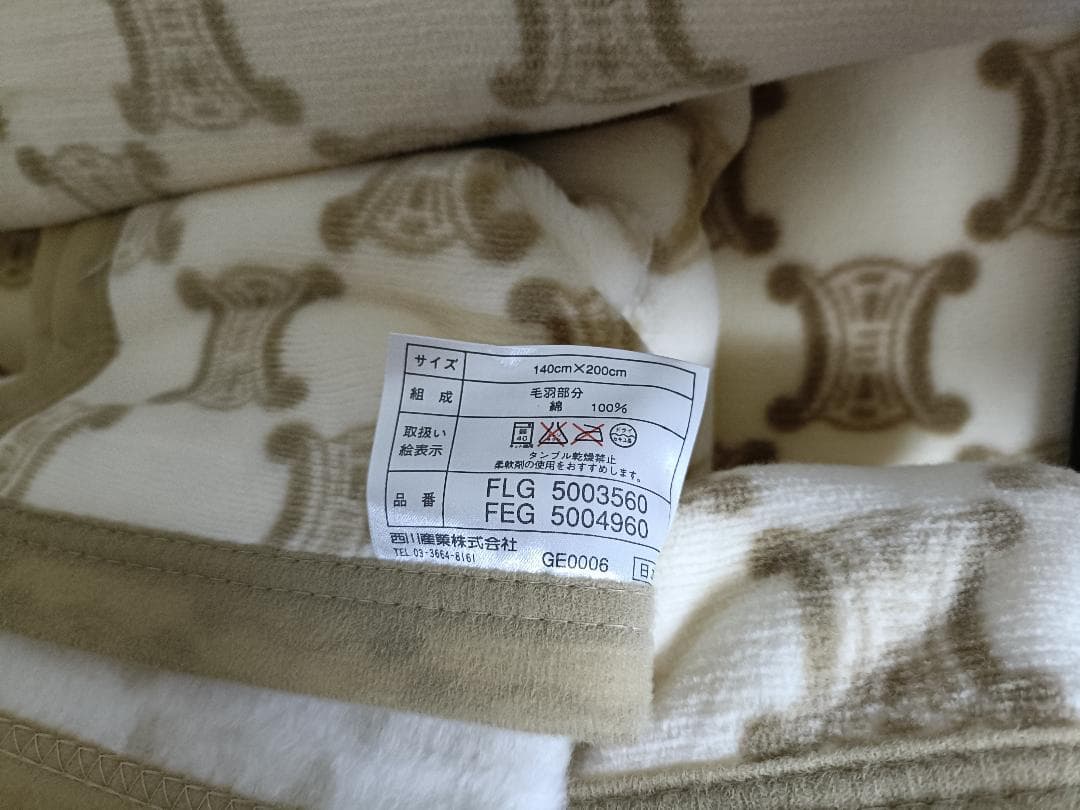 サイズ 140cm×200cm
組成 毛羽部分
綿 100%
取扱い
絵表示
40
タンブル乾燥禁止
柔軟剤の使用をおすすめします。
品番 FLG 5003560
FEG 5004960
西川産業株式会社
TEL 03-3664-8161 GE0006 日